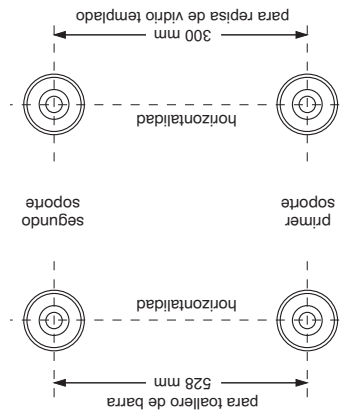 para toallero de barra
528 mm
horizontalidad
primer
soporte
segundo
soporte
horizontalidad
300 mm
para repisa de vidrio templado